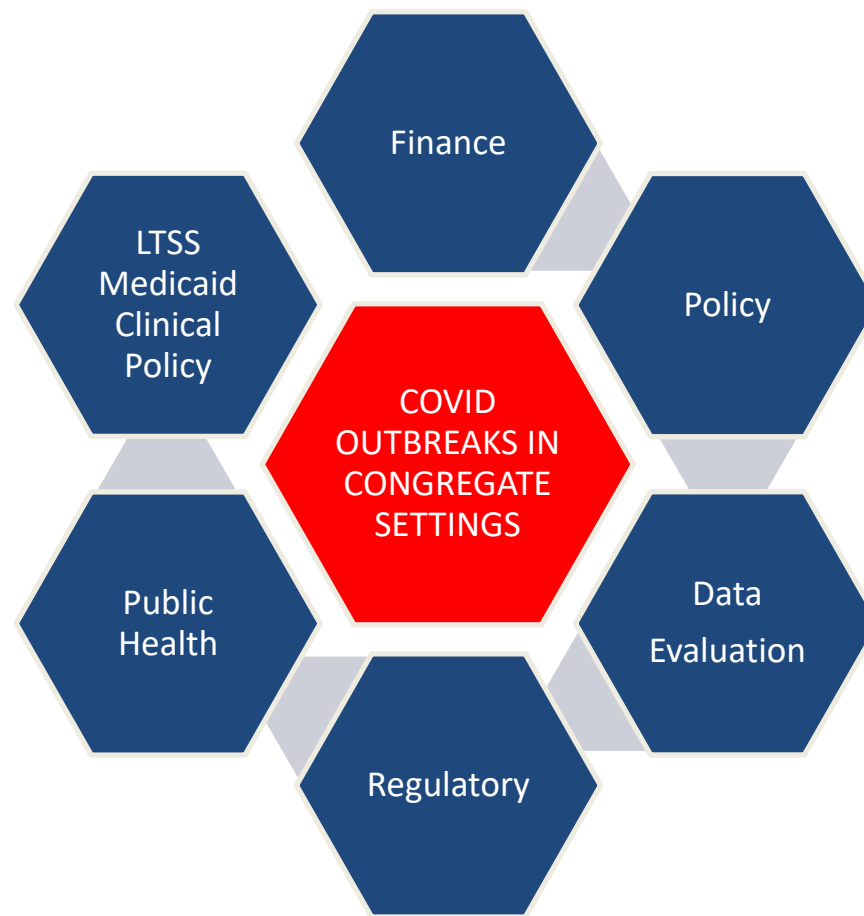 Finance
LTSS
Medicaid
Clinical
Policy
Policy
COVID
OUTBREAKS IN
CONGREGATE
SETTINGS
Public
Health
Data
Evaluation
Regulatory